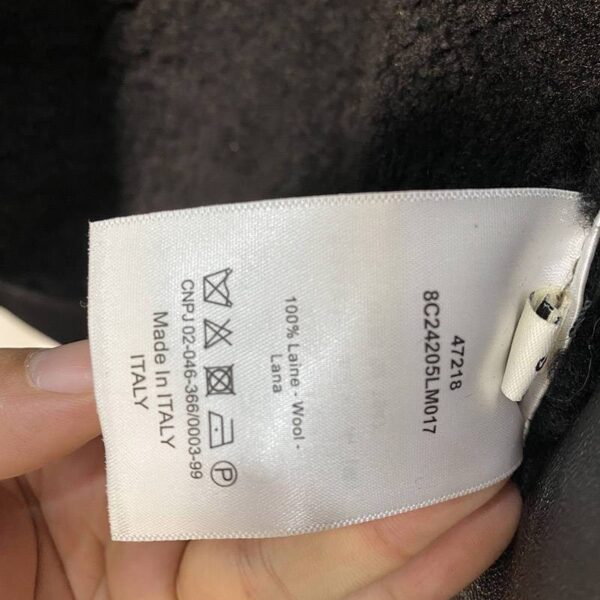 47218
8C24205LM017
100% Laine - Wool -
Lana
P
CNPJ 02-046-366/0003-99
Made In ITALY
ITALY